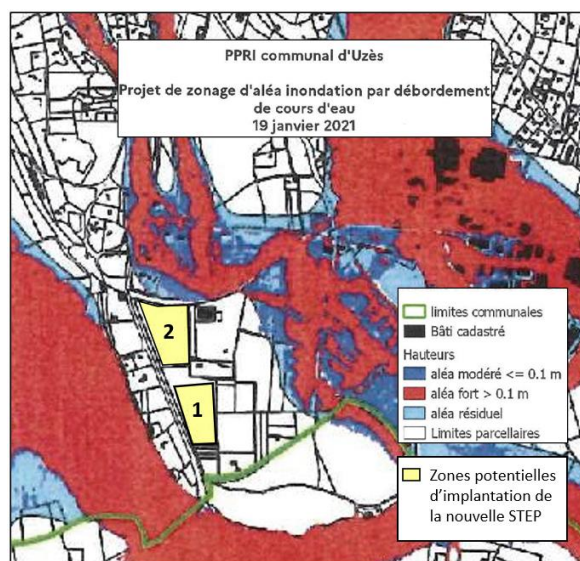 PPRI communal d'Uzès
Projet de zonage d'aléa inondation par débordement
de cours d'eau
19 janvier 2021
2
1
limites communales
Bâti cadastré
Hauteurs
aléa modéré <= 0.1 m
aléa fort > 0.1 m
aléa résiduel
Limites parcellaires
Zones potentielles
d'implantation de
la nouvelle STEP